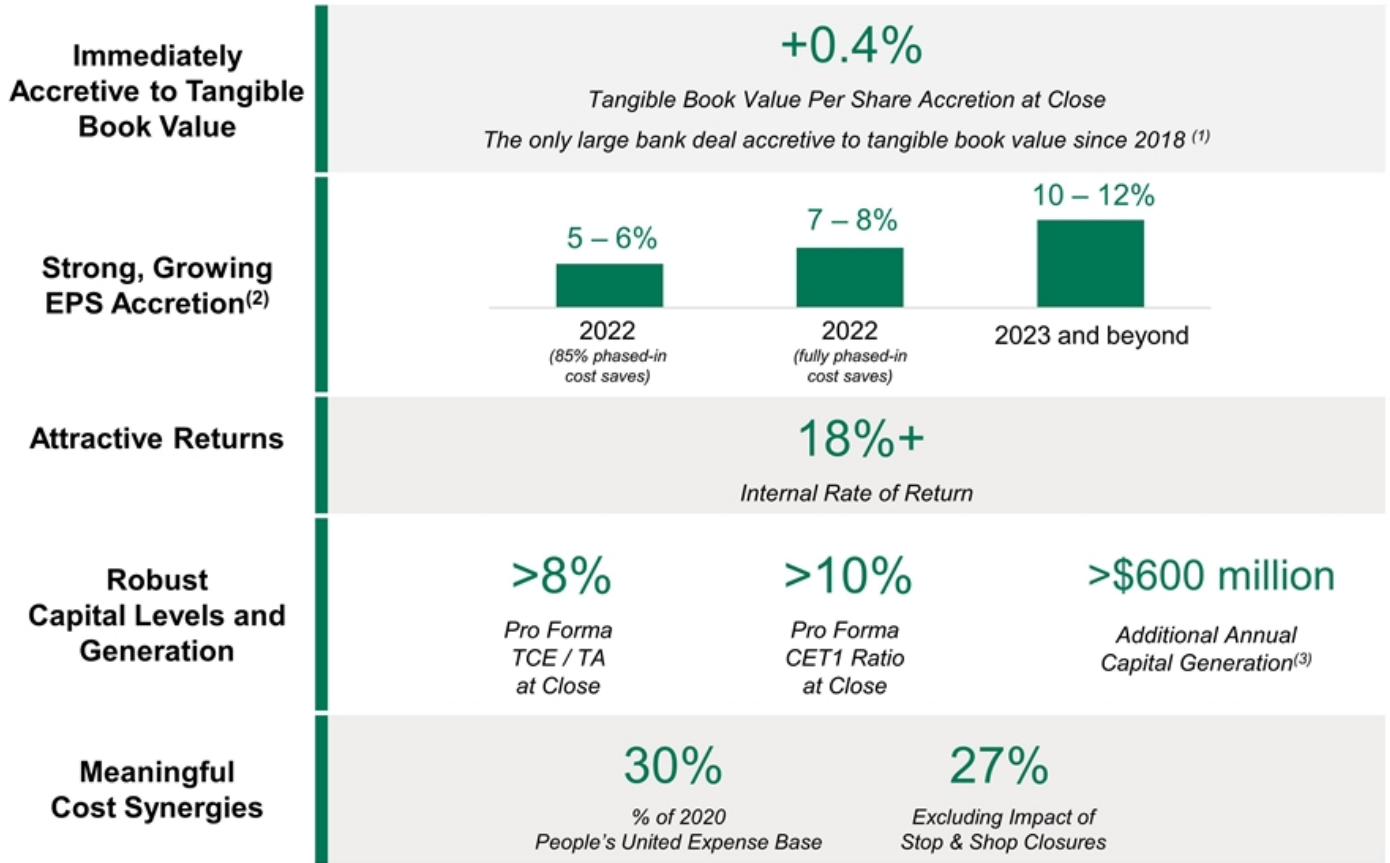 Immediately
Accretive to Tangible
Book Value
+0.4%
Tangible Book Value Per Share Accretion at Close
The only large bank deal accretive to tangible book value since 2018 (1)
Strong, Growing
EPS Accretion(2)
5 – 6%
7 – 8%
10 – 12%
2022
(85% phased-in
cost saves)
2022
(fully phased-in
cost saves)
2023 and beyond
Attractive Returns
18%+
Internal Rate of Return
Robust
Capital Levels and
Generation
>8%
Pro Forma
TCE / TA
at Close
>10%
Pro Forma
CET1 Ratio
at Close
>$600 million
Additional Annual
Capital Generation(3)
Meaningful
Cost Synergies
30%
% of 2020
People's United Expense Base
27%
Excluding Impact of
Stop & Shop Closures